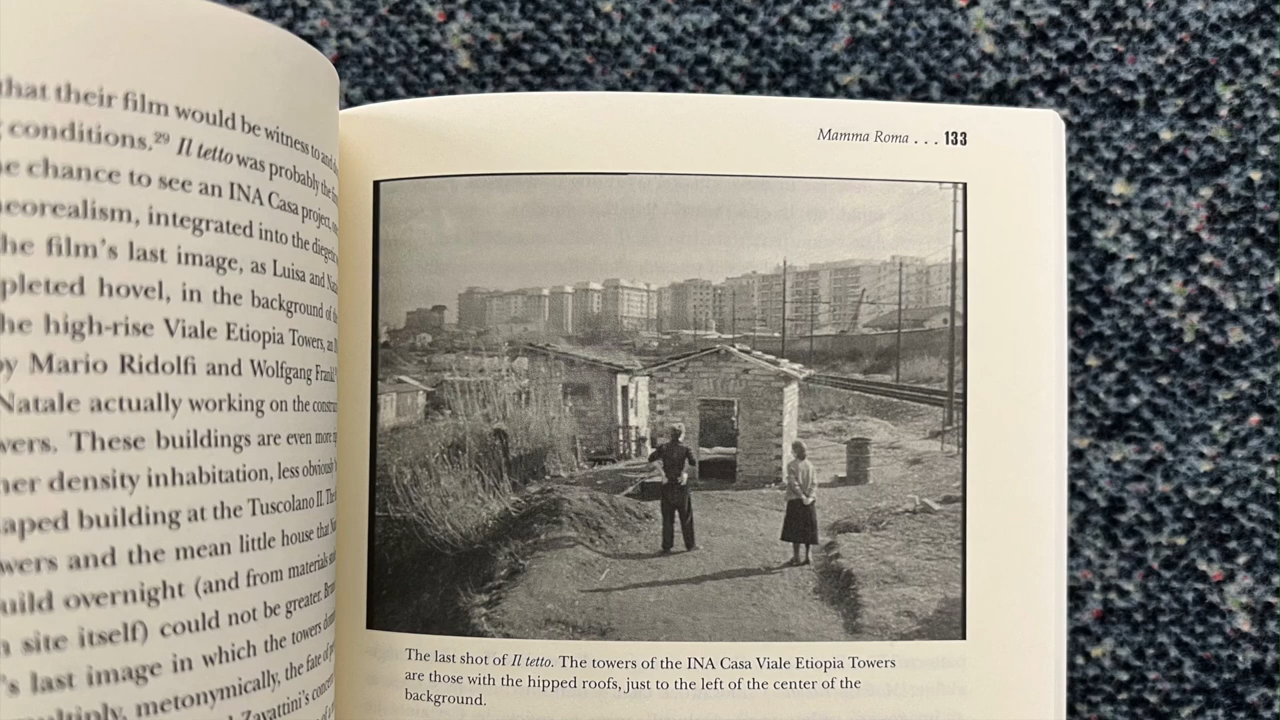 that their film would be witness to and
conditions.²⁹ Il tetto was probably the
chance to see an INA Casa project,
neorealism, integrated into the
he film's last image, as Luisa and
pleted hovel, in the background of
he high-rise Viale Etiopia Towers, an
by Mario Ridolfi and Wolfgang Frankl
Natale actually working on the
wers. These buildings are even more
her density inhabitation, less
aped building at the Tuscolano II.
wers and the mean little house that
uild overnight (and from materials
site itself) could not be greater.
's last image in which the towers
metonymically, the fate of
Zavattini's
Mamma Roma . . . 133
The last shot of Il tetto. The towers of the INA Casa Viale Etiopia Towers
are those with the hipped roofs, just to the left of the center of the
background.